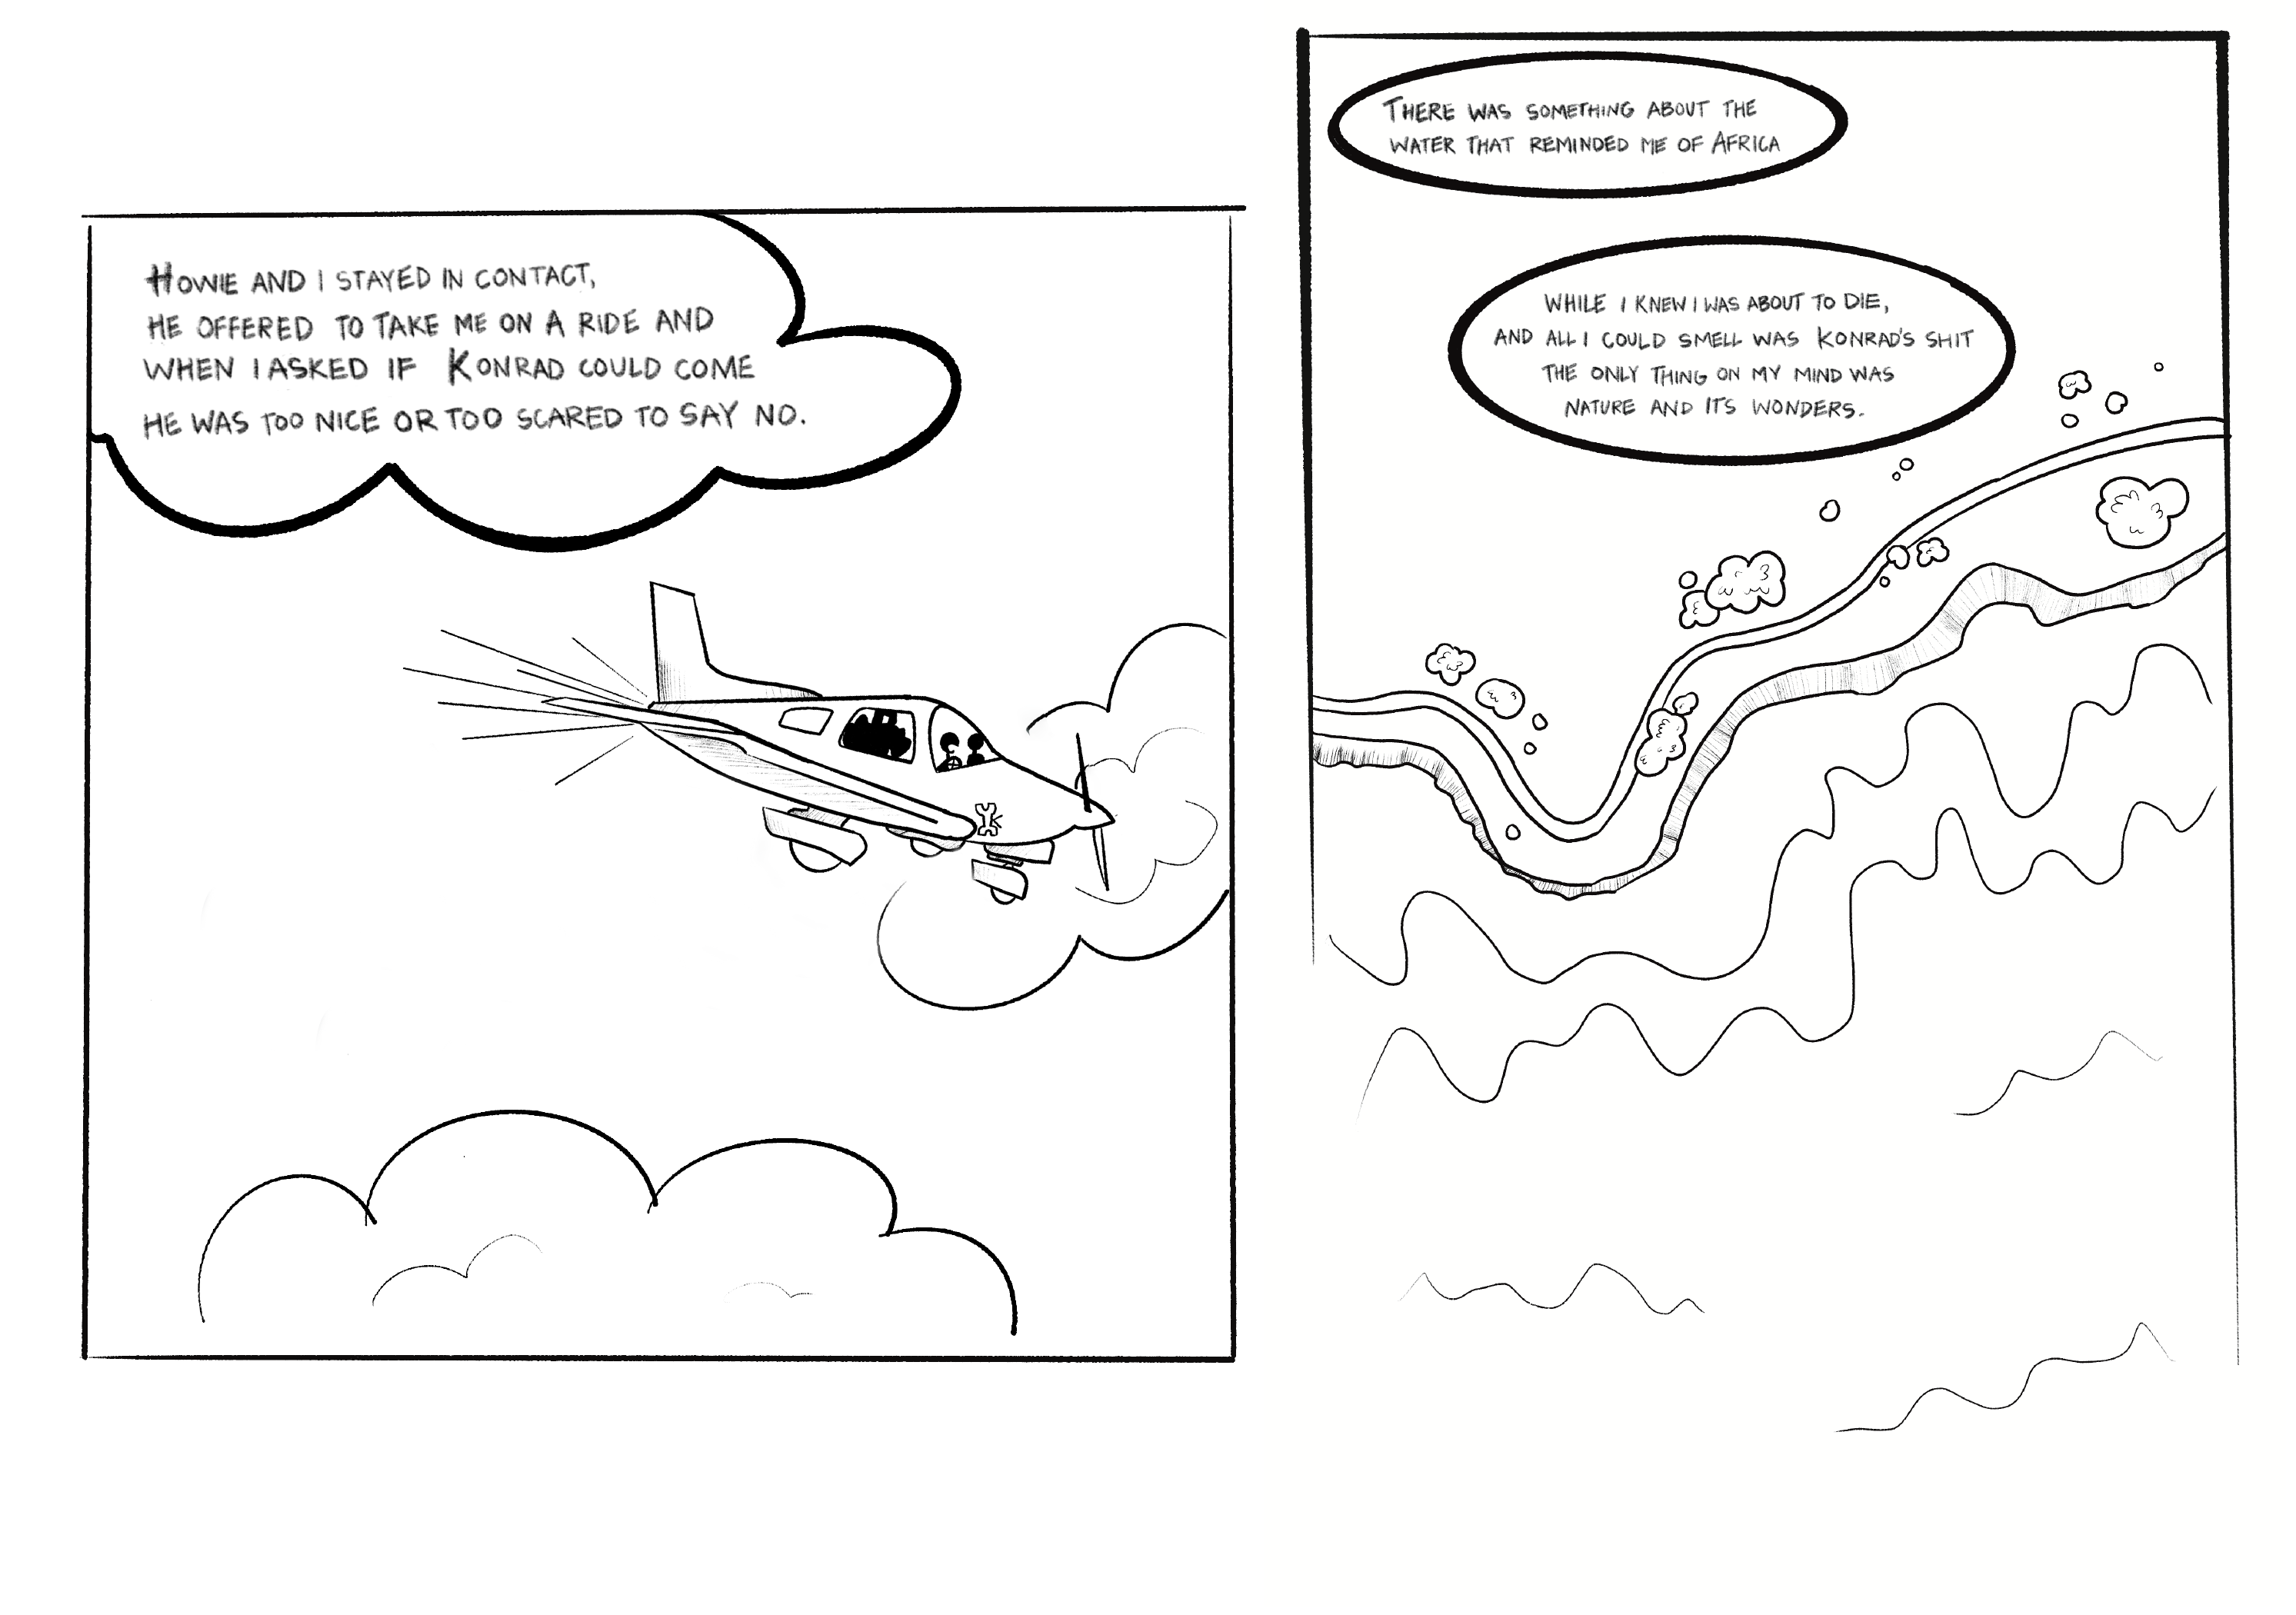 HOWIE AND I STAYED IN CONTACT,
HE OFFERED TO TAKE ME ON A RIDE AND
WHEN I ASKED IF KONRAD COULD COME
HE WAS TOO NICE OR TOO SCARED TO SAY NO.
THERE WAS SOMETHING ABOUT THE
WATER THAT REMINDED ME OF AFRICA
WHILE I KNEW I WAS ABOUT TO DIE,
AND ALL I COULD SMELL WAS KONRAD'S SHIT
THE ONLY THING ON MY MIND WAS
NATURE AND ITS WONDERS.